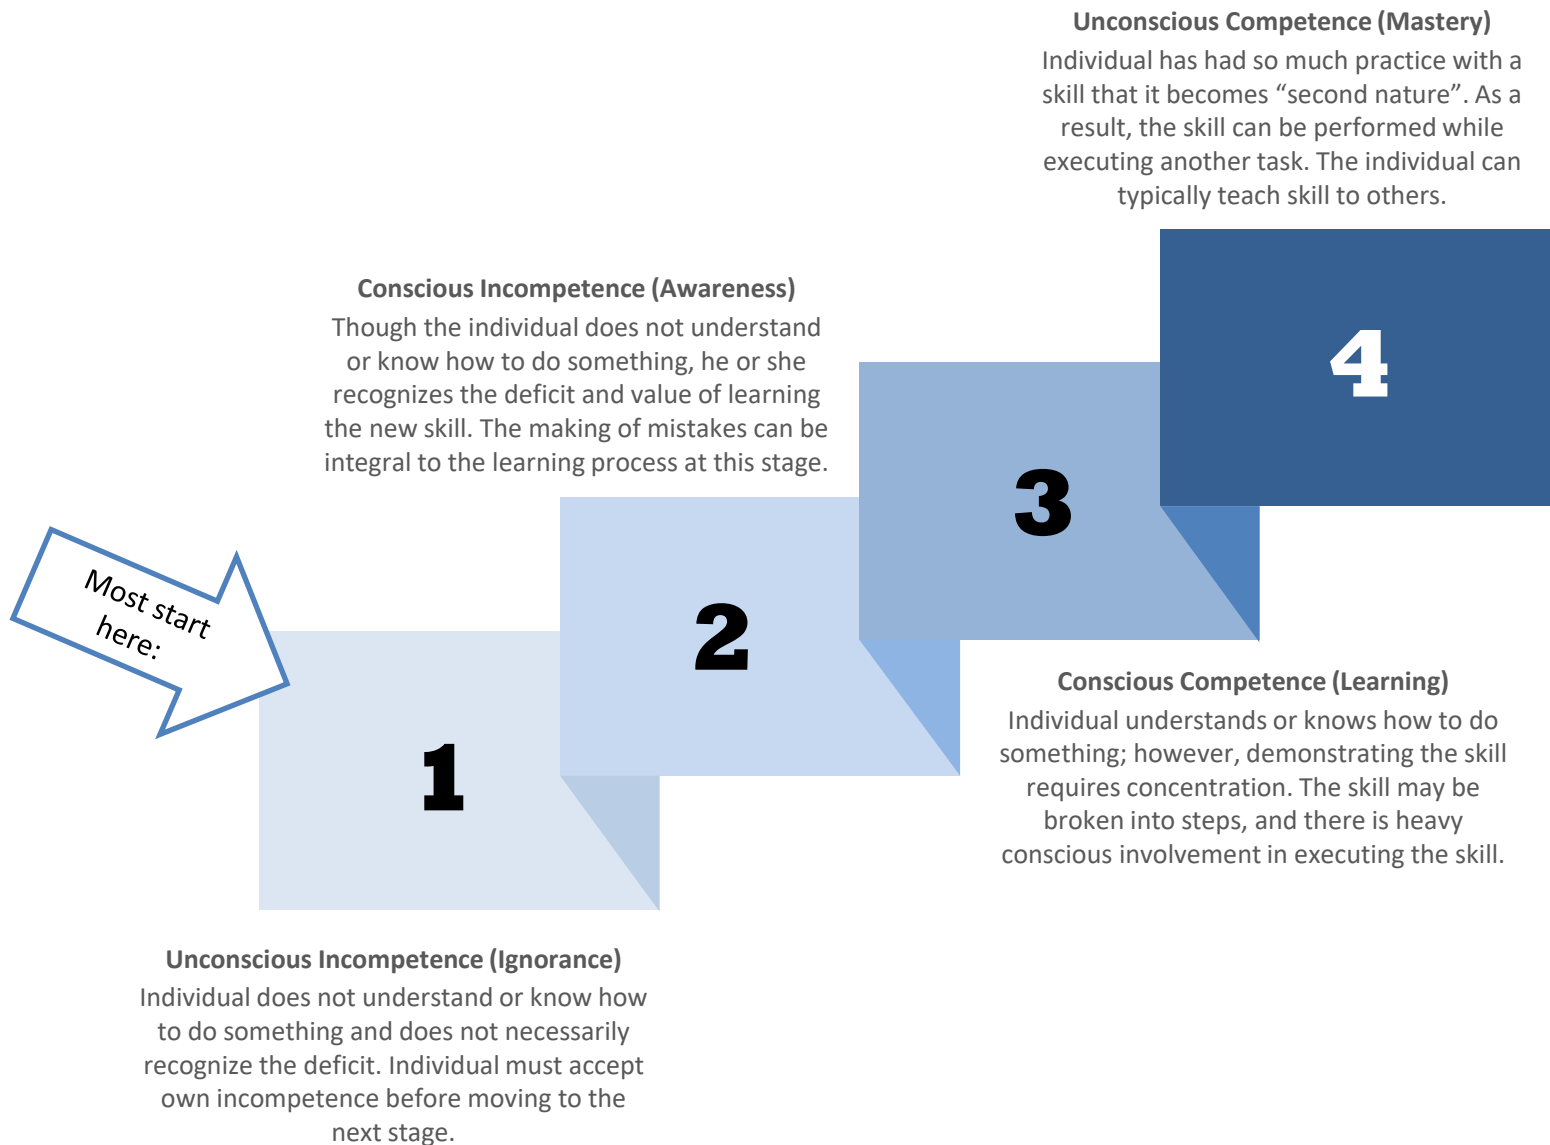 Unconscious Competence (Mastery)
Individual has had so much practice with a
skill that it becomes “second nature”. As a
result, the skill can be performed while
executing another task. The individual can
typically teach skill to others.
4
Conscious Incompetence (Awareness)
Though the individual does not understand
or know how to do something, he or she
recognizes the deficit and value of learning
the new skill. The making of mistakes can be
integral to the learning process at this stage.
3
2
Most start
here:
1
Conscious Competence (Learning)
Individual understands or knows how to do
something; however, demonstrating the skill
requires concentration. The skill may be
broken into steps, and there is heavy
conscious involvement in executing the skill.
Unconscious Incompetence (Ignorance)
Individual does not understand or know how
to do something and does not necessarily
recognize the deficit. Individual must accept
own incompetence before moving to the
next stage.